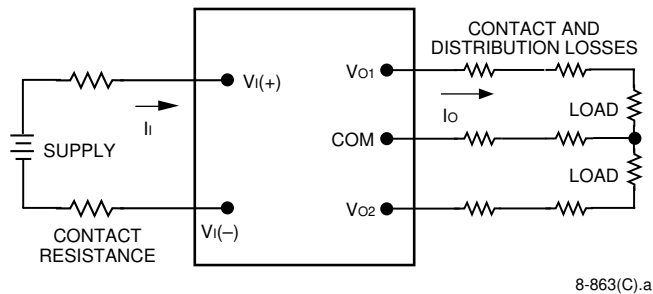 CONTACT AND
DISTRIBUTION LOSSES
VI(+)
VO1
II
IO
LOAD
SUPPLY
COM
LOAD
VI(–)
VO2
CONTACT
RESISTANCE
8-863(C).a